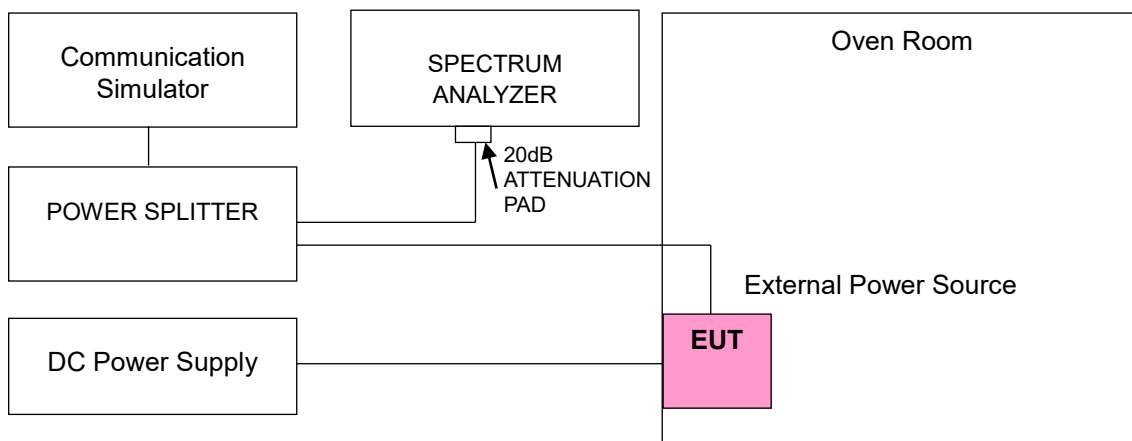 Communication
Simulator
SPECTRUM
ANALYZER
Oven Room
20dB
ATTENUATION
PAD
POWER SPLITTER
External Power Source
EUT
DC Power Supply